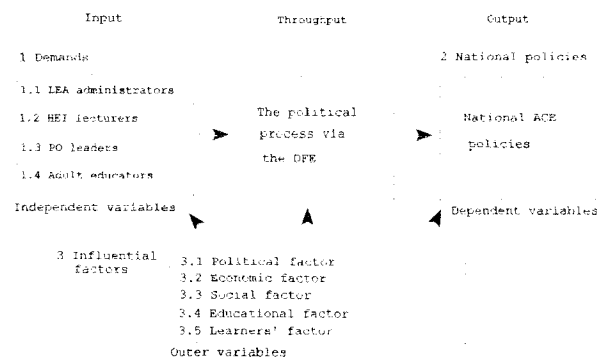 Input Throughput Output
1 Demands
2 National policies
1.1 LEA administrators
1.2 HEI lecturers
1.3 PO leaders
1.4 Adult educators
The political
process via
the DFE
National ACE
policies
Independent variables
Dependent variables
3 Influential
factors
3.1 Political factor
3.2 Economic factor
3.3 Social factor
3.4 Educational factor
3.5 Learners' factor
Outer variables